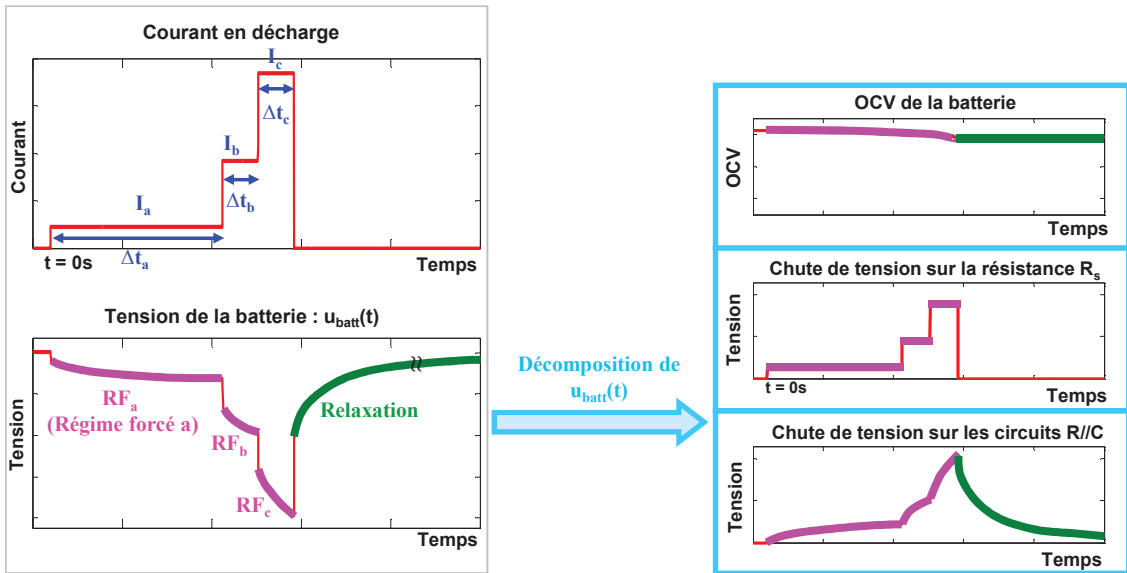 Courant en décharge
I_c
Δt_c
I_b
Δt_b
I_a
Δt_a
Courant
t = 0s
Temps
Tension de la batterie : u_batt(t)
RF_a
(Régime forcé a)
RF_b
RF_c
Relaxation
Tension
Temps
Décomposition de
u_batt(t)
OCV de la batterie
OCV
Temps
Chute de tension sur la résistance R_s
Tension
t = 0s
Temps
Chute de tension sur les circuits R//C
Tension
Temps